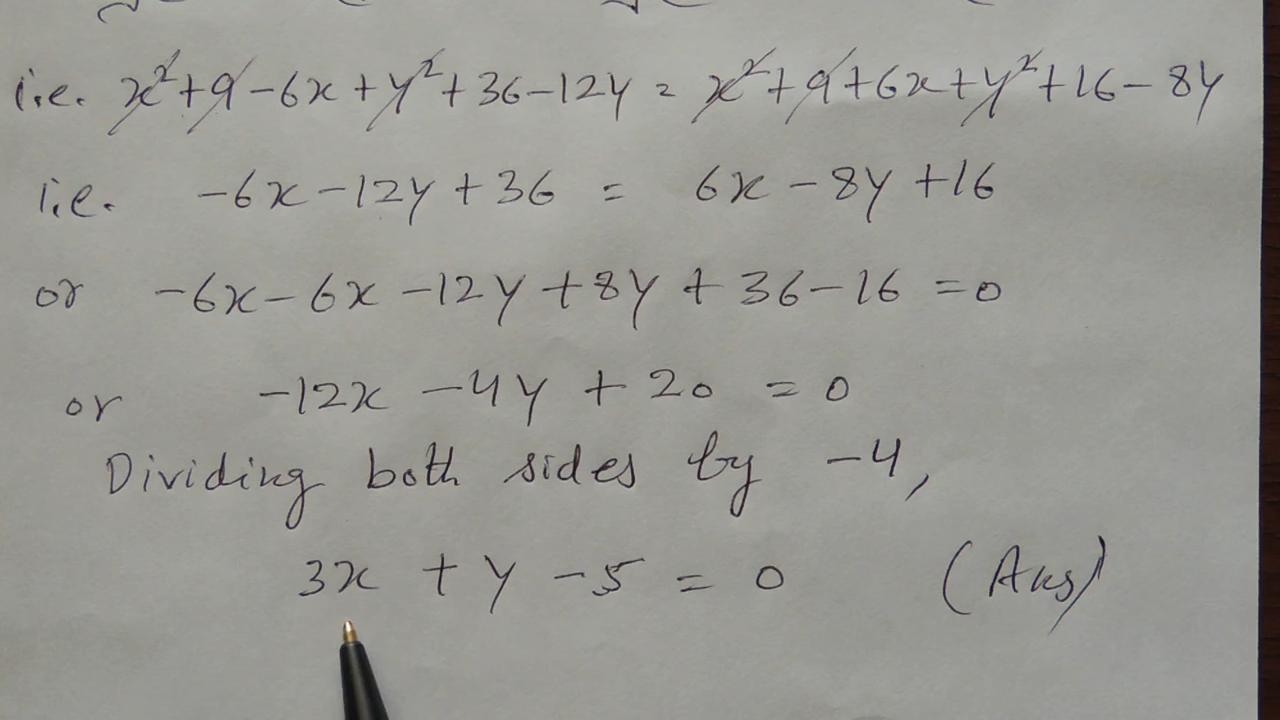 i.e. x²+9-6x+y²+36-12y = x²+9+6x+y²+16-8y
i.e. -6x-12y+36 = 6x-8y+16
or -6x-6x-12y+8y+36-16=0
or -12x-4y+20=0
Dividing both sides by -4,
3x+y-5=0 (Ans)